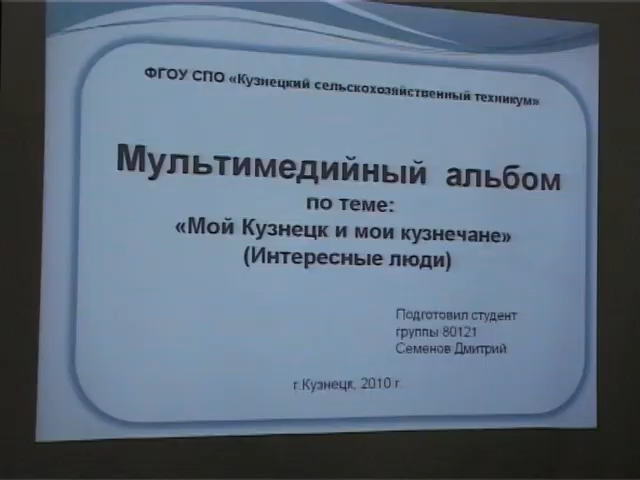 ФГОУ СПО «Кузнецкий сельскохозяйственный техникум»
Мультимедийный альбом
по теме:
«Мой Кузнецк и мои кузнечане»
(Интересные люди)
Подготовил студент
группы 80121
Семенов Дмитрий
г.Кузнецк, 2010 г.